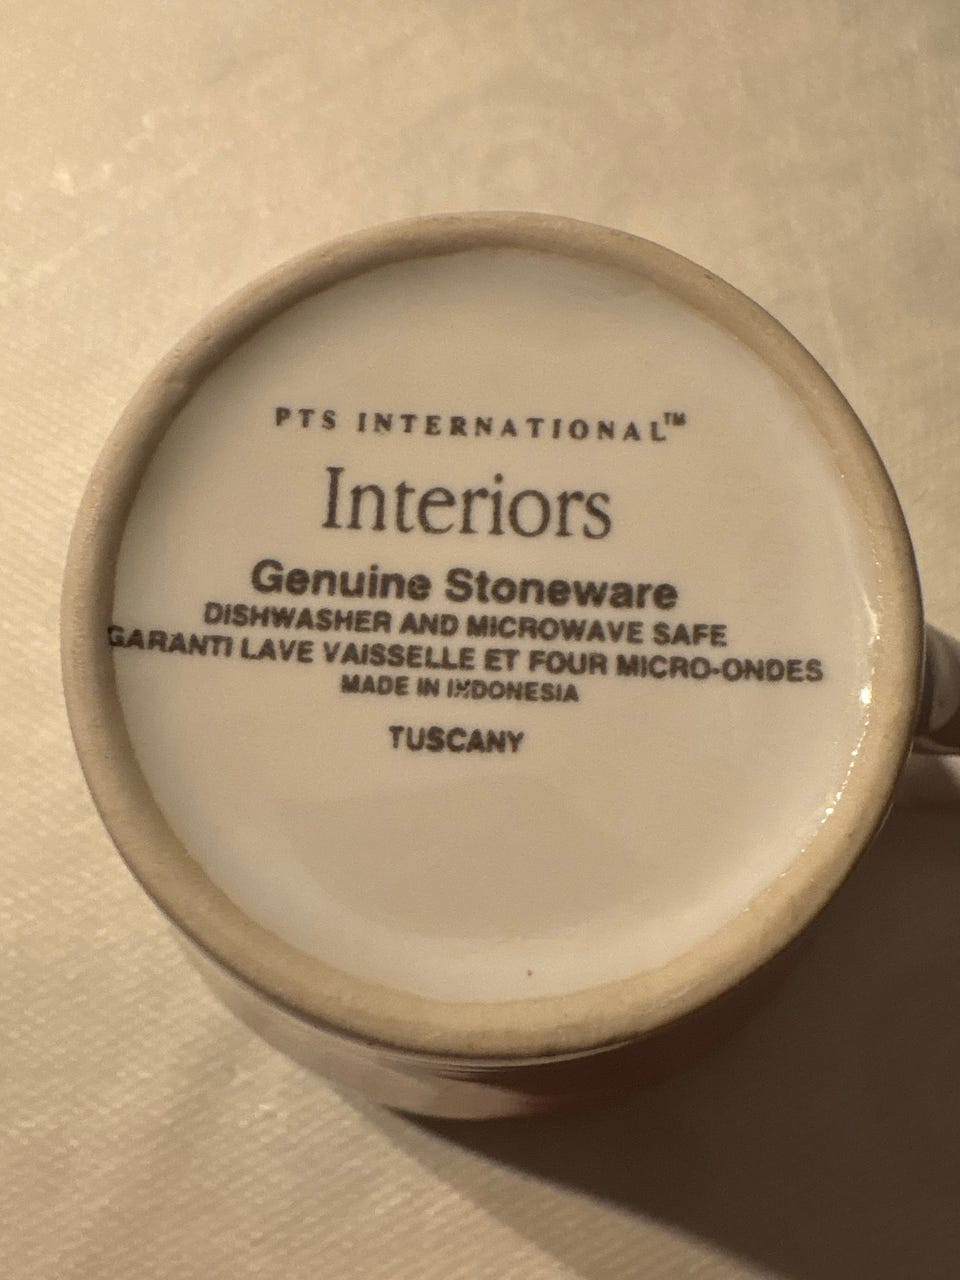 PTS INTERNATIONAL™
Interiors
Genuine Stoneware
DISHWASHER AND MICROWAVE SAFE
GARANTI LAVE VAISSELLE ET FOUR MICRO-ONDES
MADE IN INDONESIA
TUSCANY